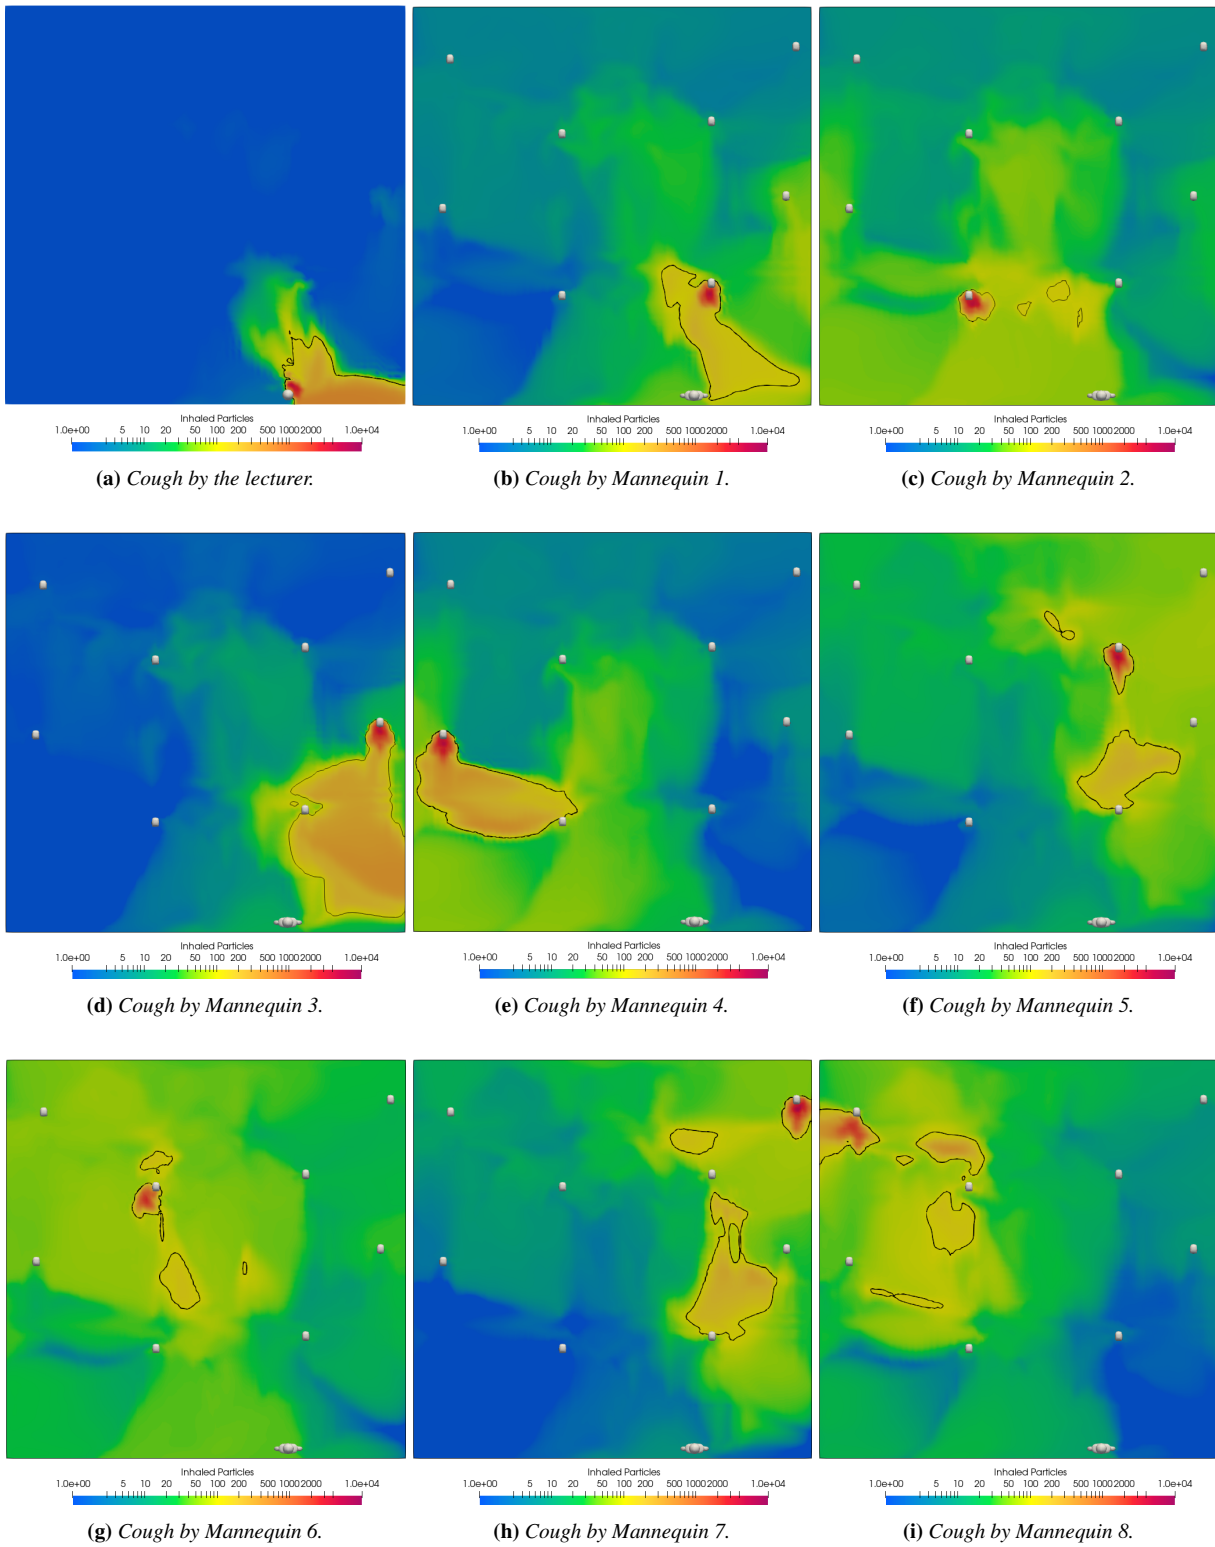 Inhaled Particles Inhaled Particles Inhaled Particles
1.0e+00 5 10 20 50 100 200 500 1000 2000 1.0e+04 1.0e+00 5 10 20 50 100 200 500 1000 2000 1.0e+04 1.0e+00 5 10 20 50 100 200 500 1000 2000 1.0e+04
(a) Cough by the lecturer. (b) Cough by Mannequin 1. (c) Cough by Mannequin 2.
Inhaled Particles Inhaled Particles Inhaled Particles
1.0e+00 5 10 20 50 100 200 500 1000 2000 1.0e+04 1.0e+00 5 10 20 50 100 200 500 1000 2000 1.0e+04 1.0e+00 5 10 20 50 100 200 500 1000 2000 1.0e+04
(d) Cough by Mannequin 3. (e) Cough by Mannequin 4. (f) Cough by Mannequin 5.
Inhaled Particles Inhaled Particles Inhaled Particles
1.0e+00 5 10 20 50 100 200 500 1000 2000 1.0e+04 1.0e+00 5 10 20 50 100 200 500 1000 2000 1.0e+04 1.0e+00 5 10 20 50 100 200 500 1000 2000 1.0e+04
(g) Cough by Mannequin 6. (h) Cough by Mannequin 7. (i) Cough by Mannequin 8.